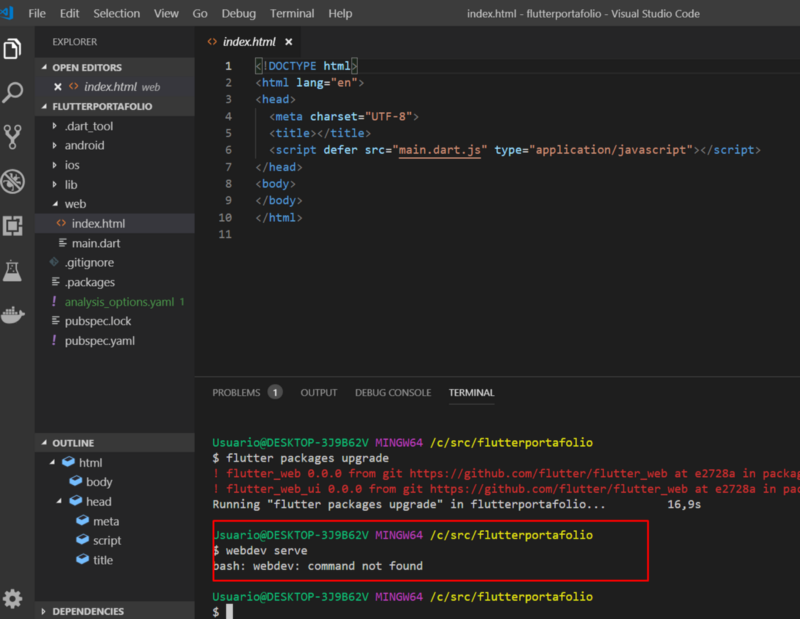 File Edit Selection View Go Debug Terminal Help index.html - flutterportafolio - Visual Studio Code
EXPLORER
OPEN EDITORS
index.html web
FLUTTERPORTAFOLIO
.dart_tool
android
ios
lib
web
index.html
main.dart
.gitignore
.packages
analysis_options.yaml 1
pubspec.lock
pubspec.yaml
OUTLINE
html
body
head
meta
script
title
DEPENDENCIES
index.html
1 <!DOCTYPE html>
2 <html lang="en">
3 <head>
4 <meta charset="UTF-8">
5 <title></title>
6 <script defer src="main.dart.js" type="application/javascript"></script>
7 </head>
8 <body>
9 </body>
10 </html>
11
PROBLEMS 1 OUTPUT DEBUG CONSOLE TERMINAL
Usuario@DESKTOP-3J9B62V MINGW64 /c/src/flutterportafolio
$ flutter packages upgrade
! flutter_web 0.0.0 from git https://github.com/flutter/flutter_web at e2728a in packag
! flutter_web_ui 0.0.0 from git https://github.com/flutter/flutter_web at e2728a in pac
Running "flutter packages upgrade" in flutterportafolio... 16,9s
Usuario@DESKTOP-3J9B62V MINGW64 /c/src/flutterportafolio
$ webdev serve
bash: webdev: command not found
Usuario@DESKTOP-3J9B62V MINGW64 /c/src/flutterportafolio
$